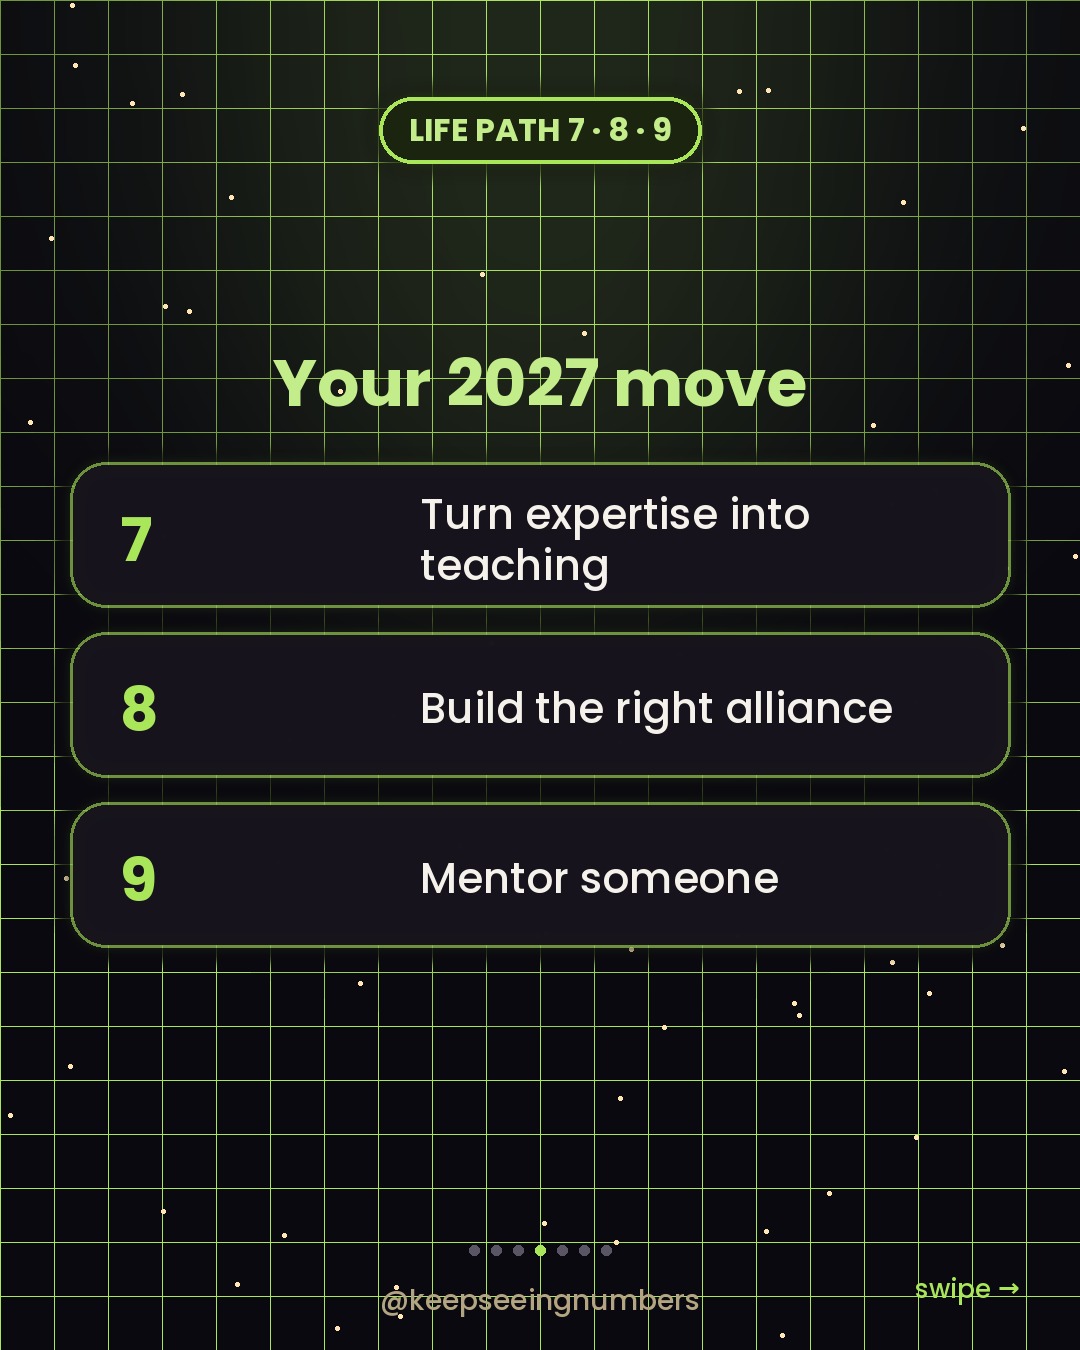 LIFE PATH 7 · 8 · 9
Your 2027 move
7
Turn expertise into
teaching
8
Build the right alliance
9
Mentor someone
@keepseeingnumbers
swipe →